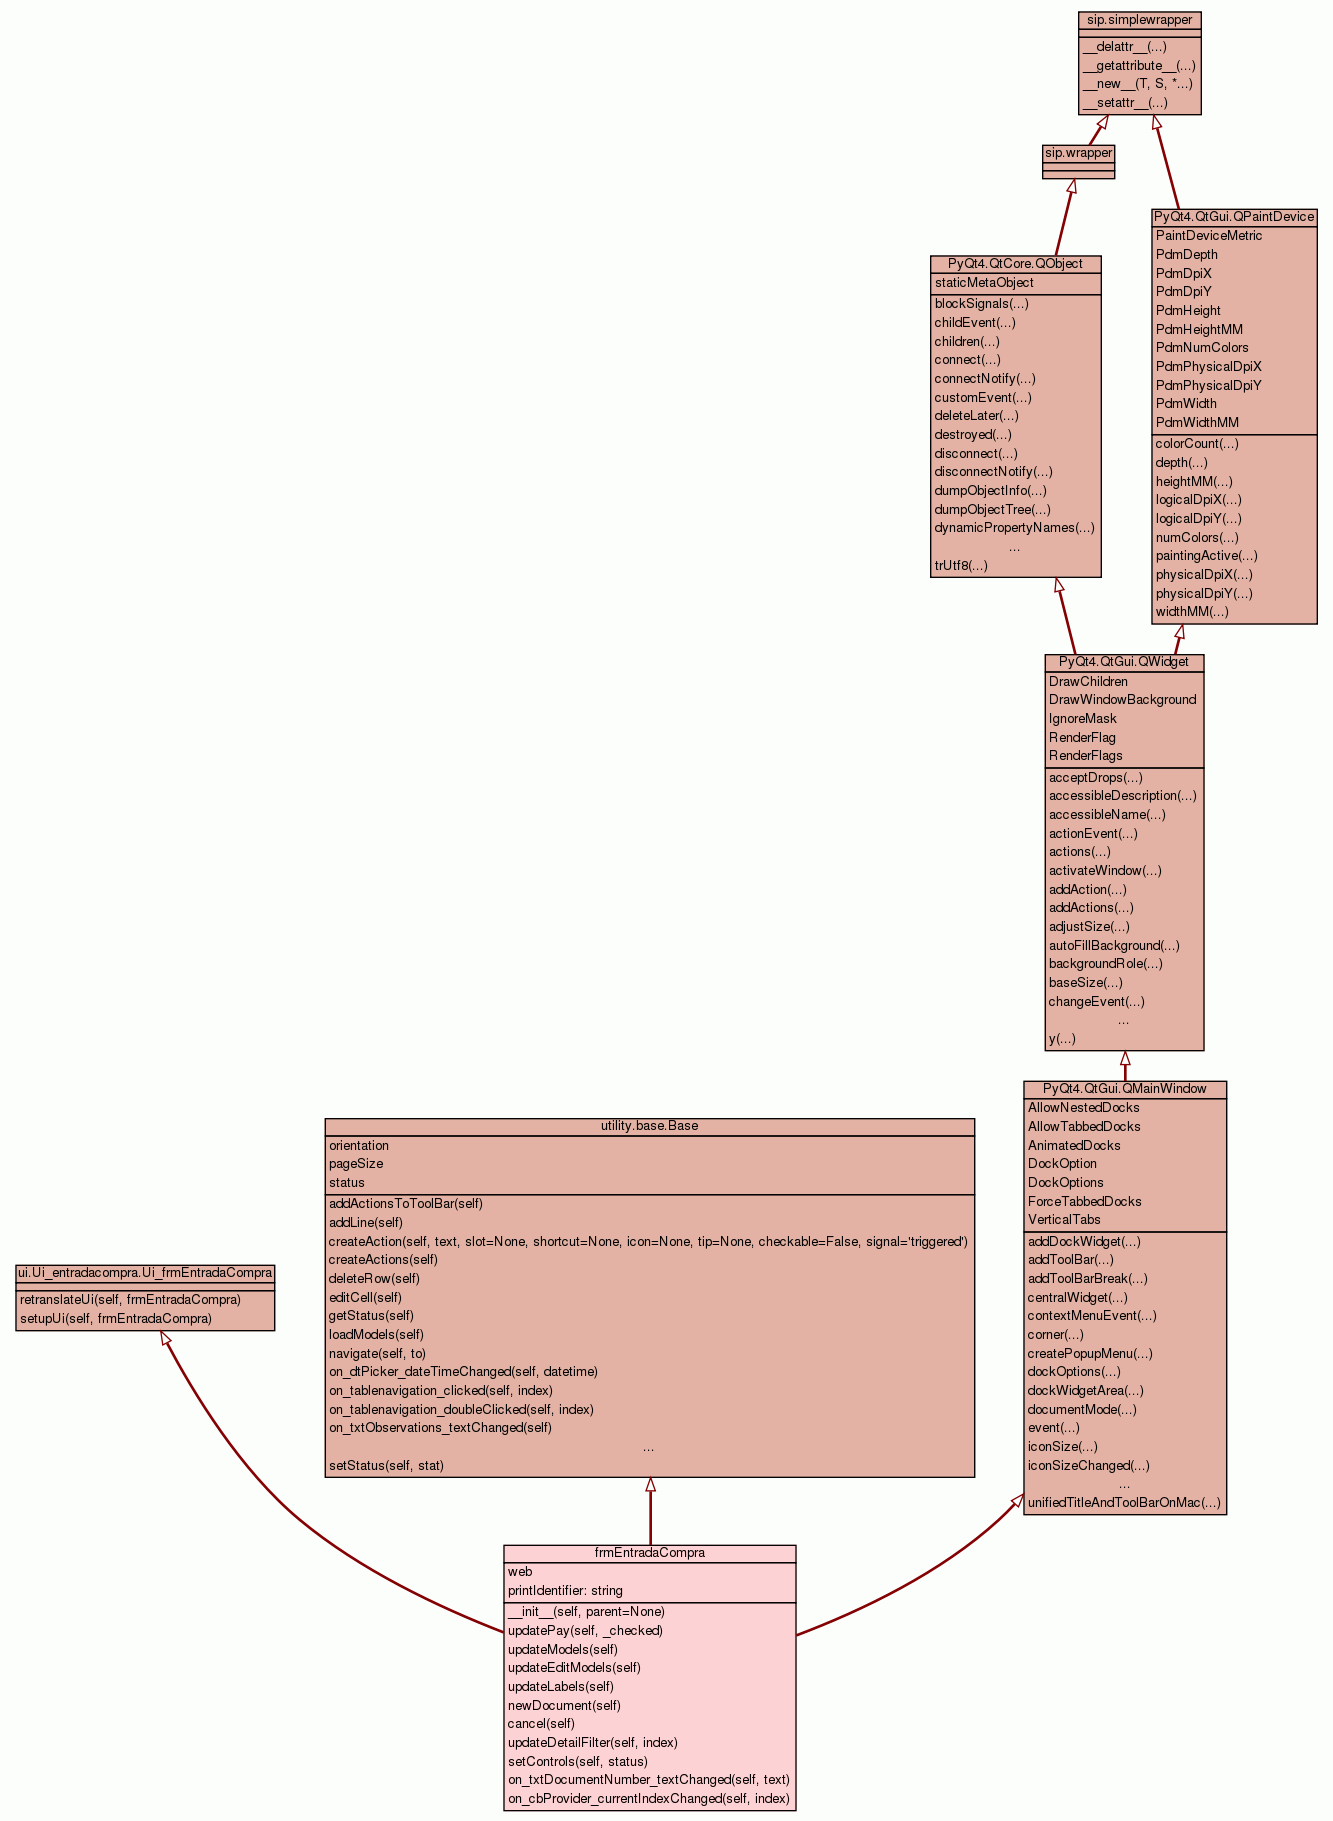 sip.simplewrapper
__delattr__(...)
__getattribute__(...)
__new__(T, S, *...)
__setattr__(...)
sip.wrapper
PyQt4.QtGui.QPaintDevice
PaintDeviceMetric
PdmDepth
PdmDpiX
PdmDpiY
PdmHeight
PdmHeightMM
PdmNumColors
PdmPhysicalDpiX
PdmPhysicalDpiY
PdmWidth
PdmWidthMM
colorCount(...)
depth(...)
heightMM(...)
logicalDpiX(...)
logicalDpiY(...)
numColors(...)
paintingActive(...)
physicalDpiX(...)
physicalDpiY(...)
widthMM(...)
PyQt4.QtCore.QObject
staticMetaObject
blockSignals(...)
childEvent(...)
children(...)
connect(...)
connectNotify(...)
customEvent(...)
deleteLater(...)
destroyed(...)
disconnect(...)
disconnectNotify(...)
dumpObjectInfo(...)
dumpObjectTree(...)
dynamicPropertyNames(...)
...
trUtf8(...)
PyQt4.QtGui.QWidget
DrawChildren
DrawWindowBackground
IgnoreMask
RenderFlag
RenderFlags
acceptDrops(...)
accessibleDescription(...)
accessibleName(...)
actionEvent(...)
actions(...)
activateWindow(...)
addAction(...)
addActions(...)
adjustSize(...)
autoFillBackground(...)
backgroundRole(...)
baseSize(...)
changeEvent(...)
...
y(...)
PyQt4.QtGui.QMainWindow
AllowNestedDocks
AllowTabbedDocks
AnimatedDocks
DockOption
DockOptions
ForceTabbedDocks
VerticalTabs
addDockWidget(...)
addToolBar(...)
addToolBarBreak(...)
centralWidget(...)
contextMenuEvent(...)
corner(...)
createPopupMenu(...)
dockOptions(...)
dockWidgetArea(...)
documentMode(...)
event(...)
iconSize(...)
iconSizeChanged(...)
...
unifiedTitleAndToolBarOnMac(...)
utility.base.Base
orientation
pageSize
status
addActionsToToolBar(self)
addLine(self)
createAction(self, text, slot=None, shortcut=None, icon=None, tip=None, checkable=False, signal='triggered')
createActions(self)
deleteRow(self)
editCell(self)
getStatus(self)
loadModels(self)
navigate(self, to)
on_dtPicker_dateTimeChanged(self, datetime)
on_tablenavigation_clicked(self, index)
on_tablenavigation_doubleClicked(self, index)
on_txtObservations_textChanged(self)
...
setStatus(self, stat)
ui.Ui_entradacompra.Ui_frmEntradaCompra
retranslateUi(self, frmEntradaCompra)
setupUi(self, frmEntradaCompra)
frmEntradaCompra
web
printIdentifier: string
__init__(self, parent=None)
updatePay(self, _checked)
updateModels(self)
updateEditModels(self)
updateLabels(self)
newDocument(self)
cancel(self)
updateDetailFilter(self, index)
setControls(self, status)
on_txtDocumentNumber_textChanged(self, text)
on_cbProvider_currentIndexChanged(self, index)